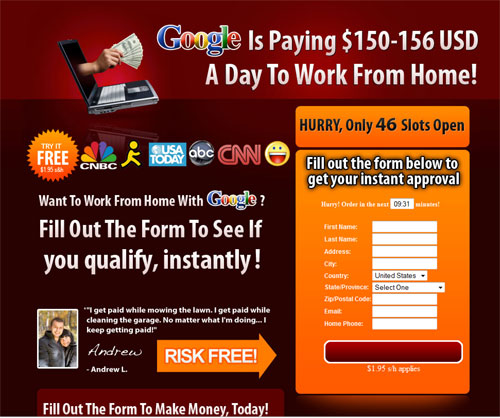 Google Is Paying $150-156 USD
A Day To Work From Home!
HURRY, Only 46 Slots Open
TRY IT
FREE
$1.95 s&h
CNBC
USA
TODAY
abc
CNN
Want To Work From Home With Google ?
Fill Out The Form To See If
you qualify, instantly!
"I get paid while mowing the lawn. I get paid while
cleaning the garage. No matter what I'm doing... I
keep getting paid!"
Andrew
- Andrew L.
RISK FREE!
Fill Out The Form To Make Money, Today!
Fill out the form below to
get your instant approval
Hurry! Order in the next 09:31 minutes!
First Name:
Last Name:
Address:
City:
Country: United States
State/Province: Select One
Zip/Postal Code:
Email:
Home Phone:
$1.95 s/h applies